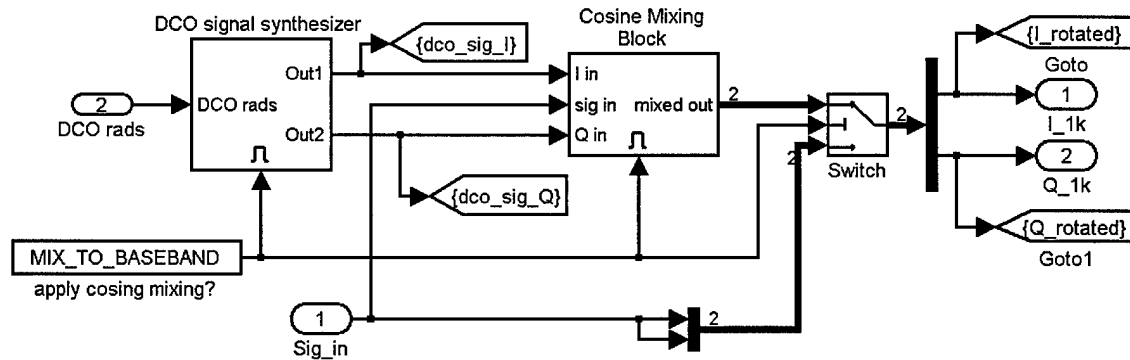 DCO signal synthesizer
{dco_sig_I}
Cosine Mixing
Block
{I_rotated}
Goto
Out1
I in
2
DCO rads
DCO rads
sig in
mixed out
2
2
1
I_1k
Out2
Q in
2
Switch
2
Q_1k
{dco_sig_Q}
{Q_rotated}
Goto1
MIX_TO_BASEBAND
apply cosing mixing?
1
Sig_in
2